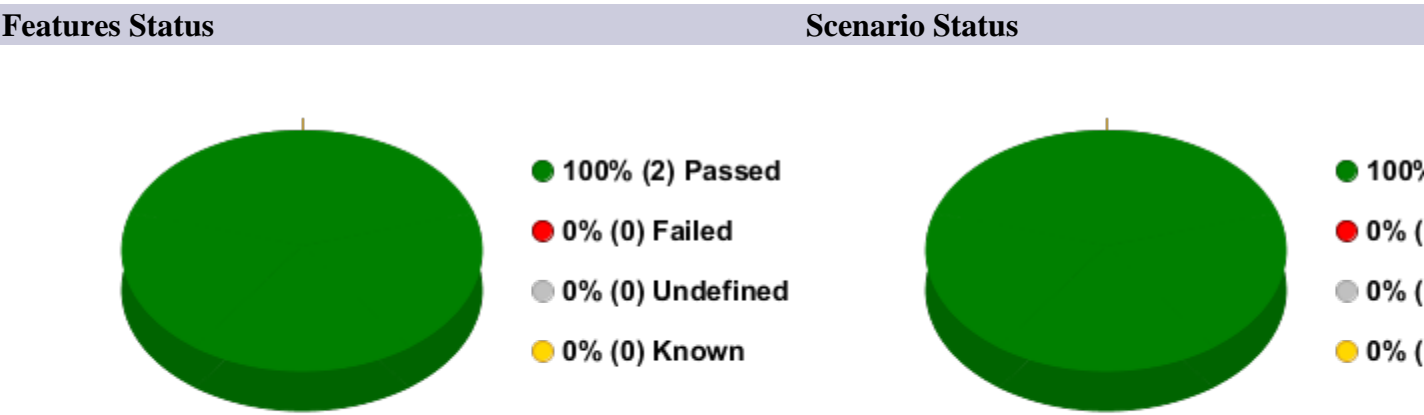 Features Status
Scenario Status
100% (2) Passed
0% (0) Failed
0% (0) Undefined
0% (0) Known
100%
0% (
0% (
0% (